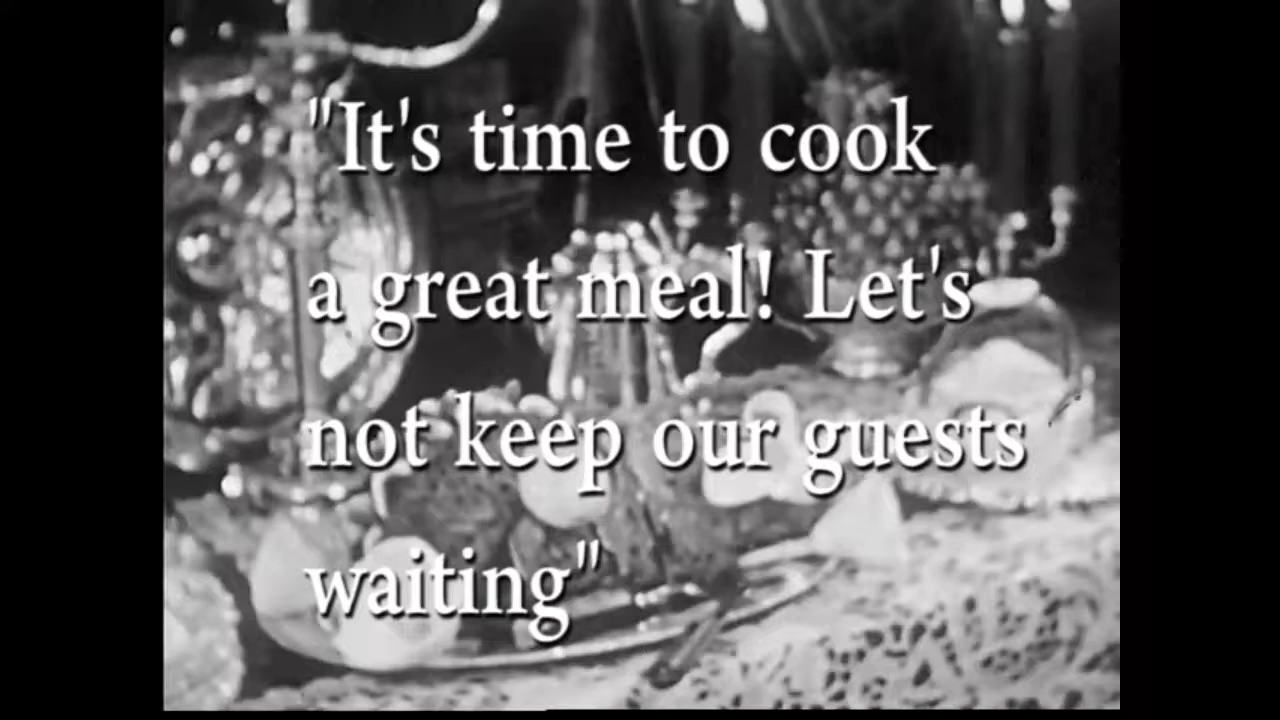 "It's time to cook
a great meal! Let's
not keep our guests
waiting"